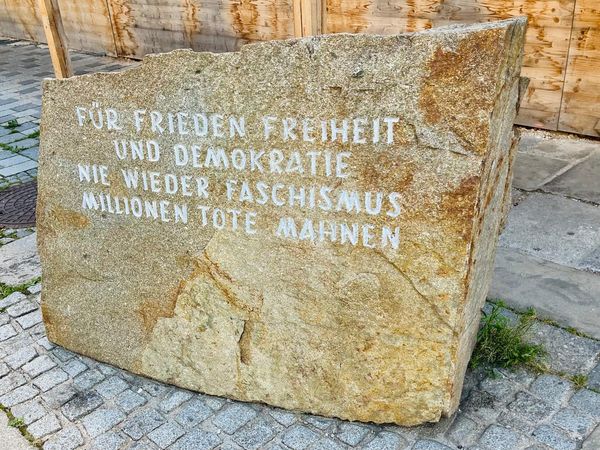 FÜR FRIEDEN FREIHEIT
UND DEMOKRATIE
NIE WIEDER FASCHISMUS
MILLIONEN TOTE MAHNEN